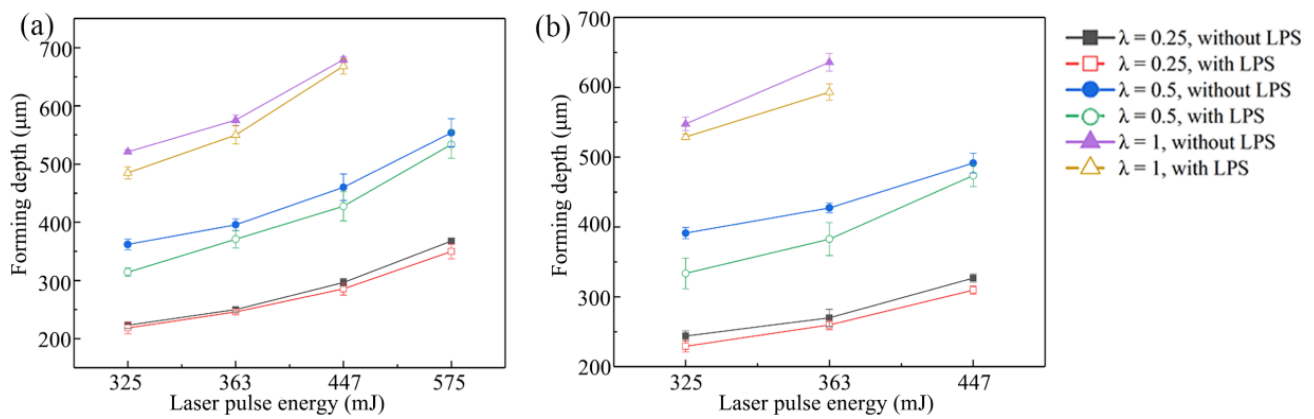 (a)
700
600
500
400
300
200
Forming depth (μm)
325 363 447 575
Laser pulse energy (mJ)
(b)
700
600
500
400
300
200
Forming depth (μm)
325 363 447
Laser pulse energy (mJ)
λ = 0.25, without LPS
λ = 0.25, with LPS
λ = 0.5, without LPS
λ = 0.5, with LPS
λ = 1, without LPS
λ = 1, with LPS